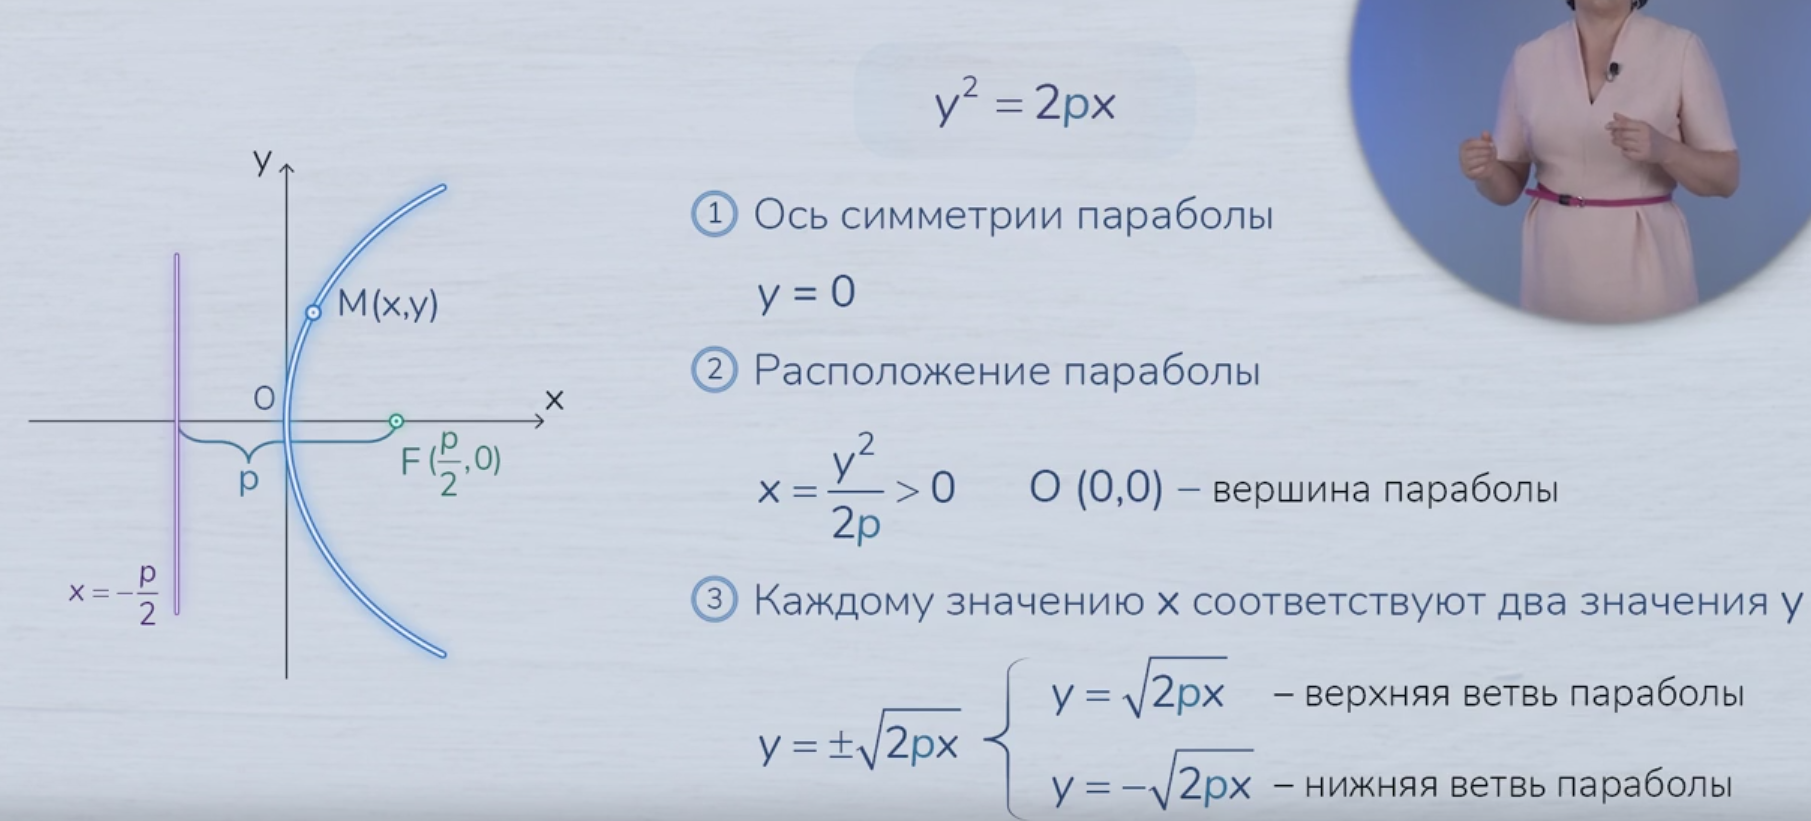 y² = 2px
① Ось симметрии параболы
y = 0
② Расположение параболы
x = y²/2p > 0 O (0,0) – вершина параболы
③ Каждому значению x соответствуют два значения y
y = ±√2px
y = √2px – верхняя ветвь параболы
y = −√2px – нижняя ветвь параболы
y
M(x,y)
O
x
F(p/2,0)
p
x = −p/2